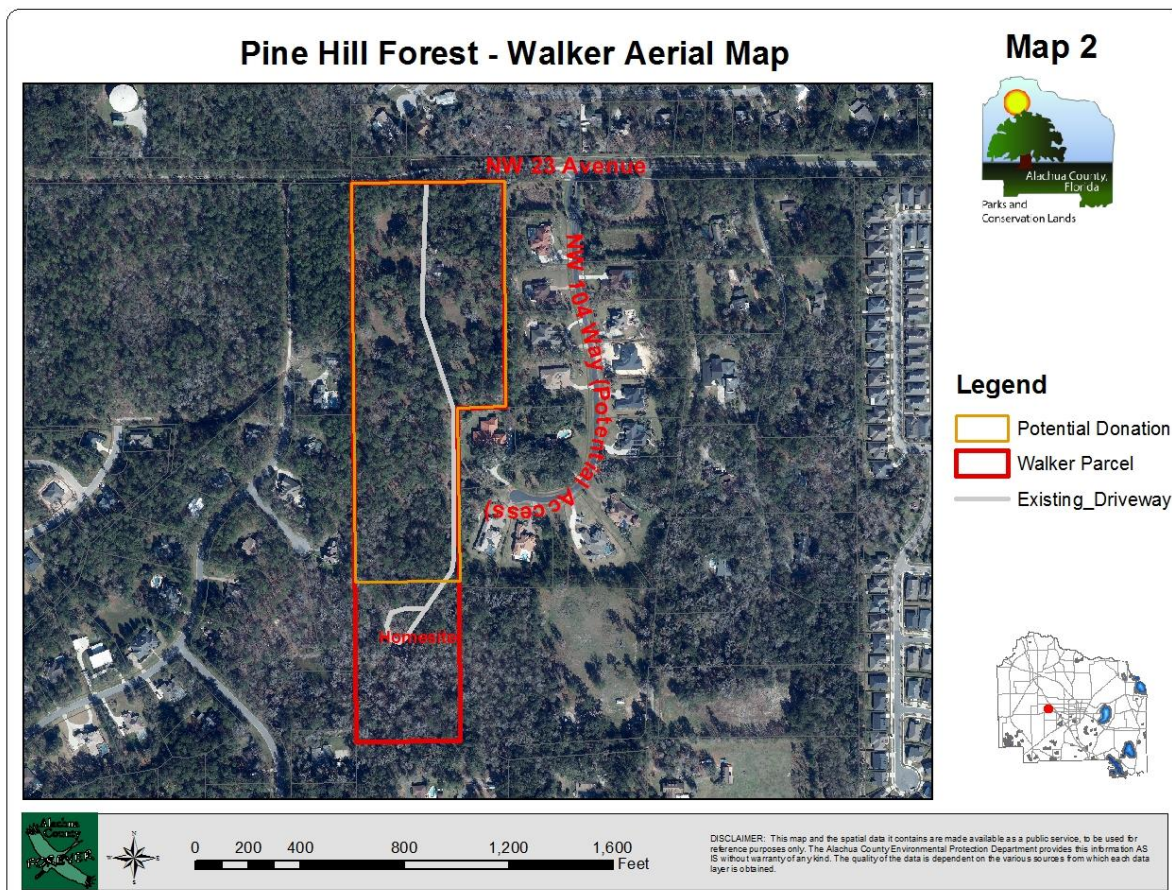 Pine Hill Forest - Walker Aerial Map
Map 2
Alachua County,
Florida
Parks and
Conservation Lands
NW 23 Avenue
NW 104 Way (Potential Access)
Homesite
Legend
Potential Donation
Walker Parcel
Existing_Driveway
Alachua
County
FOREVER
N
W
E
S
0 200 400 800 1,200 1,600
Feet
DISCLAIMER: This map and the spatial data it contains are made available as a public service, to be used for
reference purposes only. The Alachua County Environmental Protection Department provides this information AS
IS without warranty of any kind. The quality of the data is dependent on the various sources from which each data
layer is obtained.